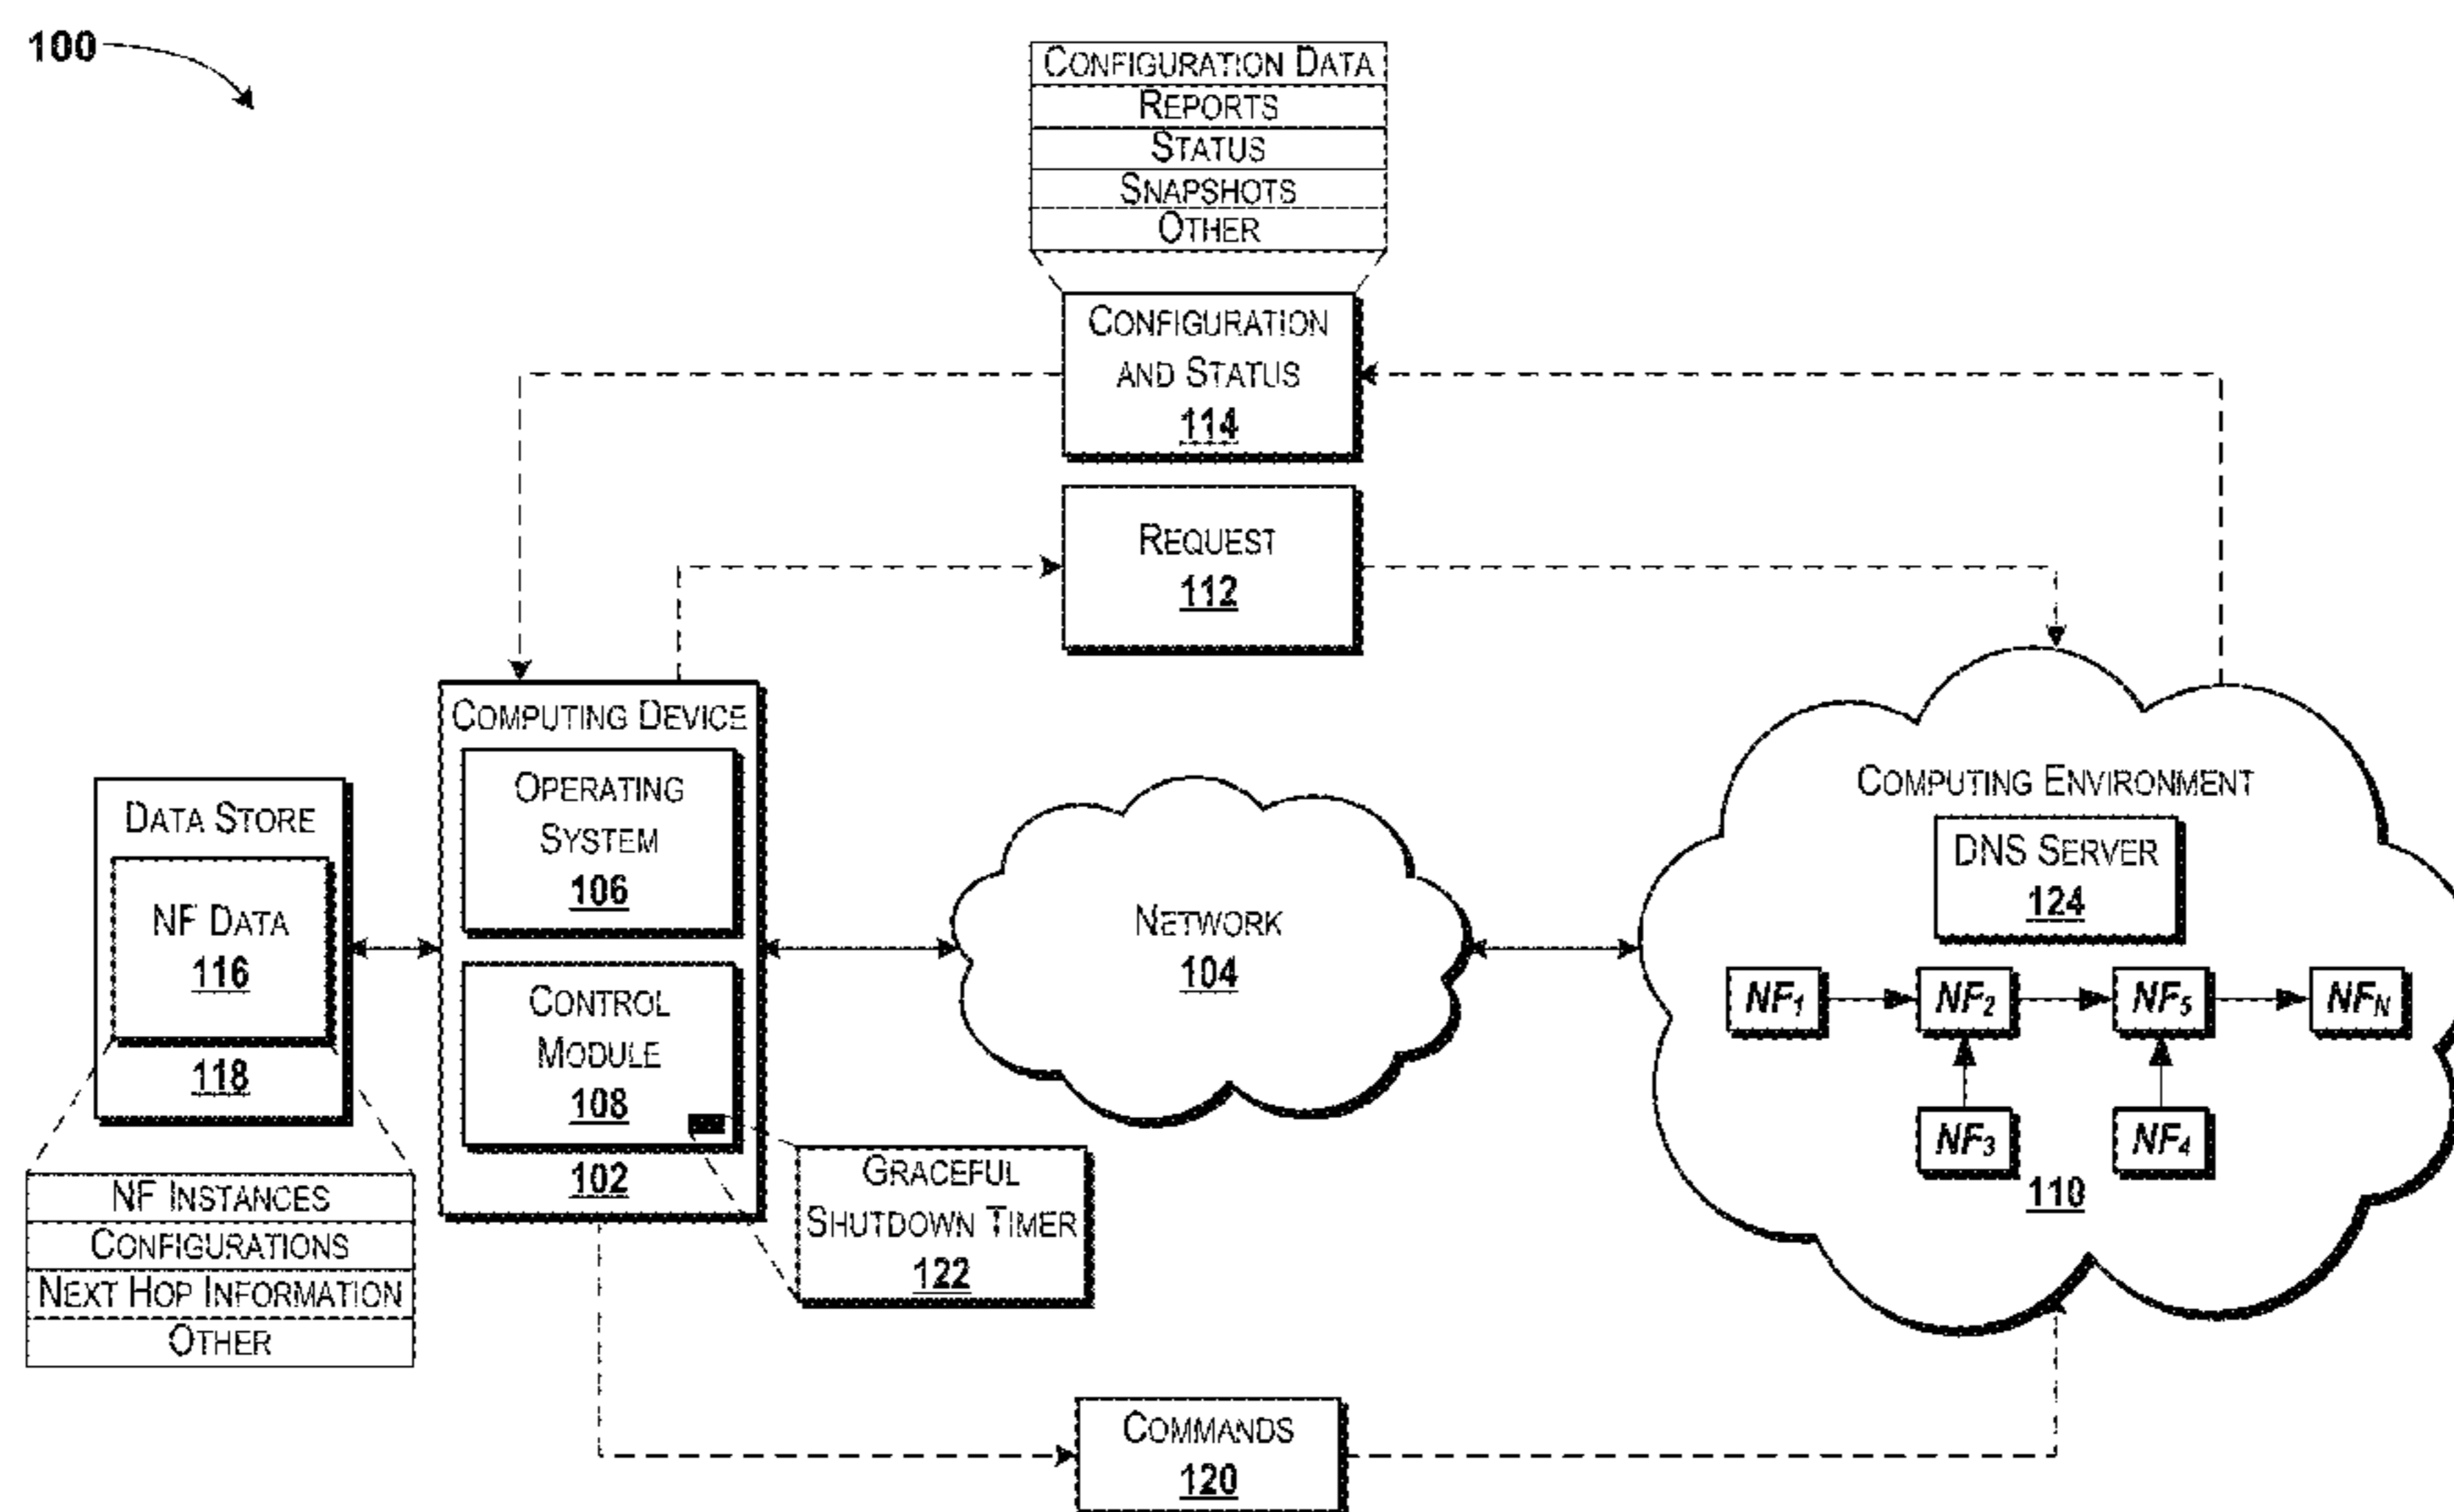 100
CONFIGURATION DATA
REPORTS
STATUS
SNAPSHOTS
OTHER
CONFIGURATION
AND STATUS
114
REQUEST
112
COMPUTING DEVICE
OPERATING
SYSTEM
106
CONTROL
MODULE
108
102
DATA STORE
NF DATA
116
118
NF INSTANCES
CONFIGURATIONS
NEXT HOP INFORMATION
OTHER
GRACEFUL
SHUTDOWN TIMER
122
NETWORK
104
COMPUTING ENVIRONMENT
DNS SERVER
124
NF1
NF2
NF5
NFN
NF3
NF4
110
COMMANDS
120